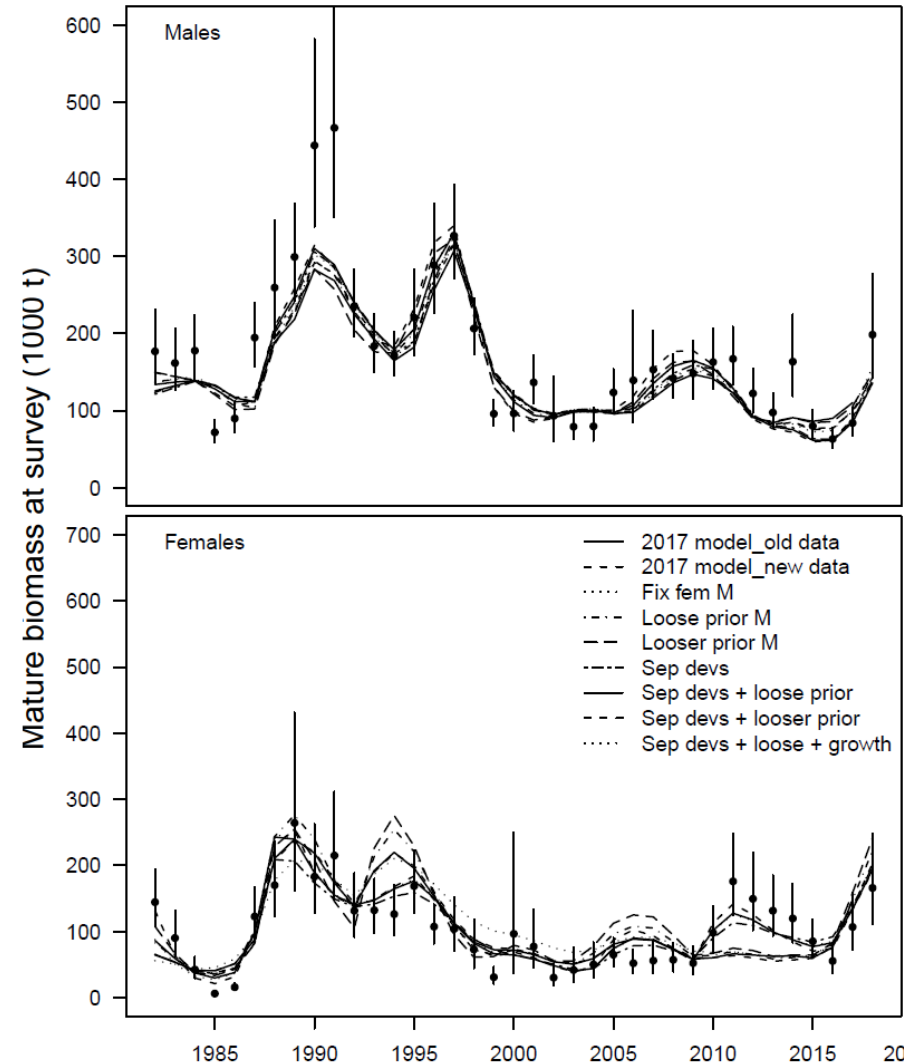 Mature biomass at survey (1000 t)
Males
600
500
400
300
200
100
0
Females
700
600
500
400
300
200
100
0
2017 model_old data
2017 model_new data
Fix fem M
Loose prior M
Looser prior M
Sep devs
Sep devs + loose prior
Sep devs + looser prior
Sep devs + loose + growth
1985 1990 1995 2000 2005 2010 2015 20